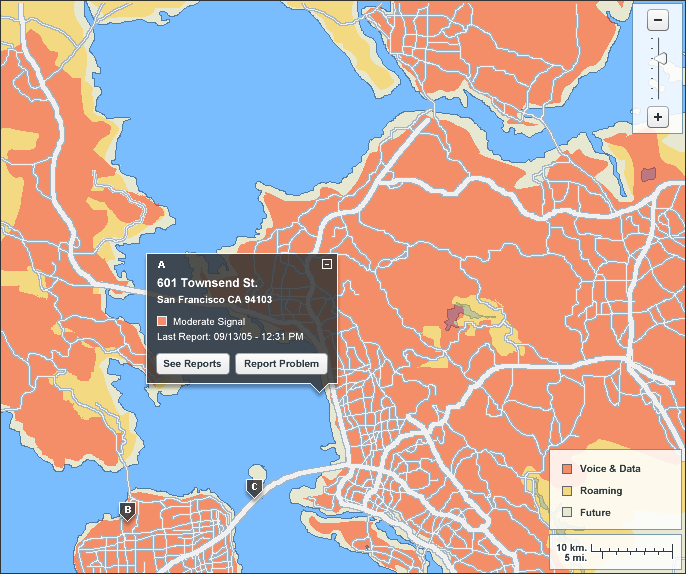 A
601 Townsend St.
San Francisco CA 94103
Moderate Signal
Last Report: 09/13/05 - 12:31 PM
See Reports
Report Problem
B
C
Voice & Data
Roaming
Future
10 km.
5 mi.